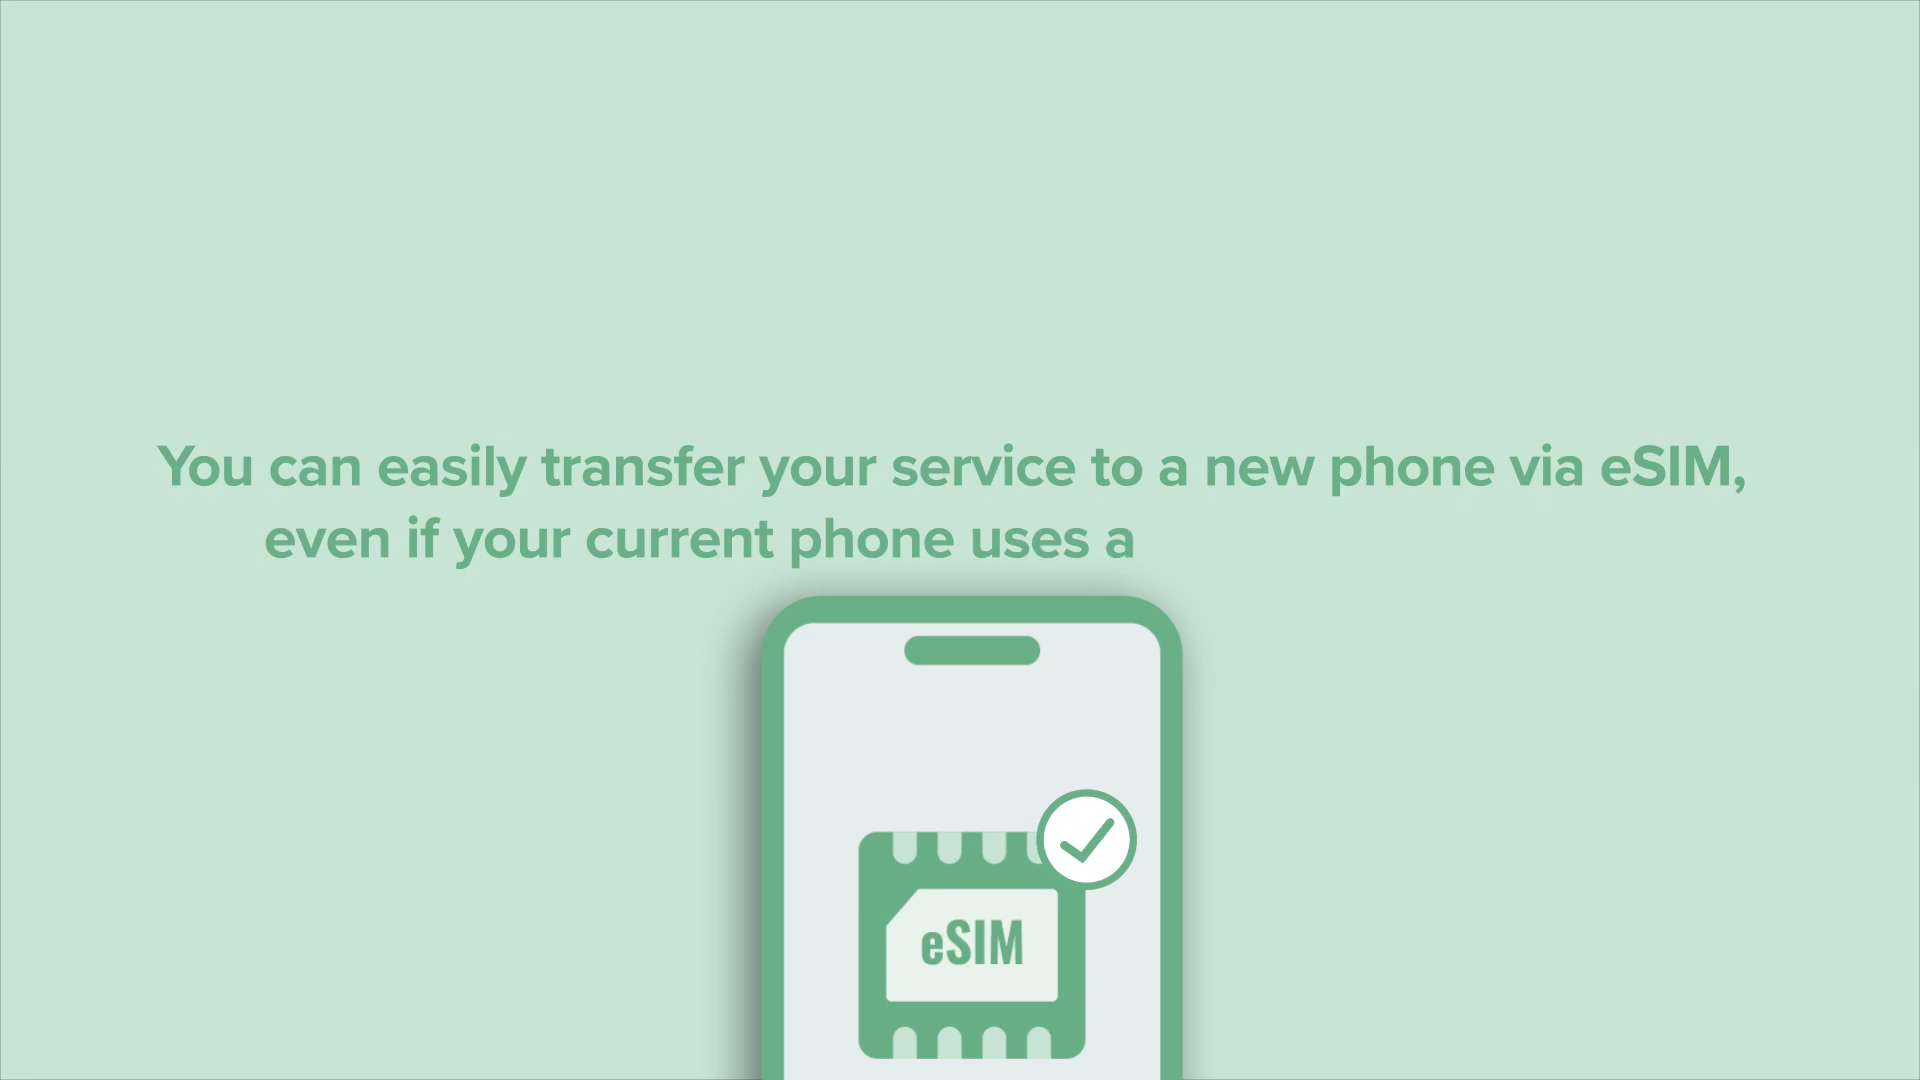 You can easily transfer your service to a new phone via eSIM,
even if your current phone uses a
eSIM